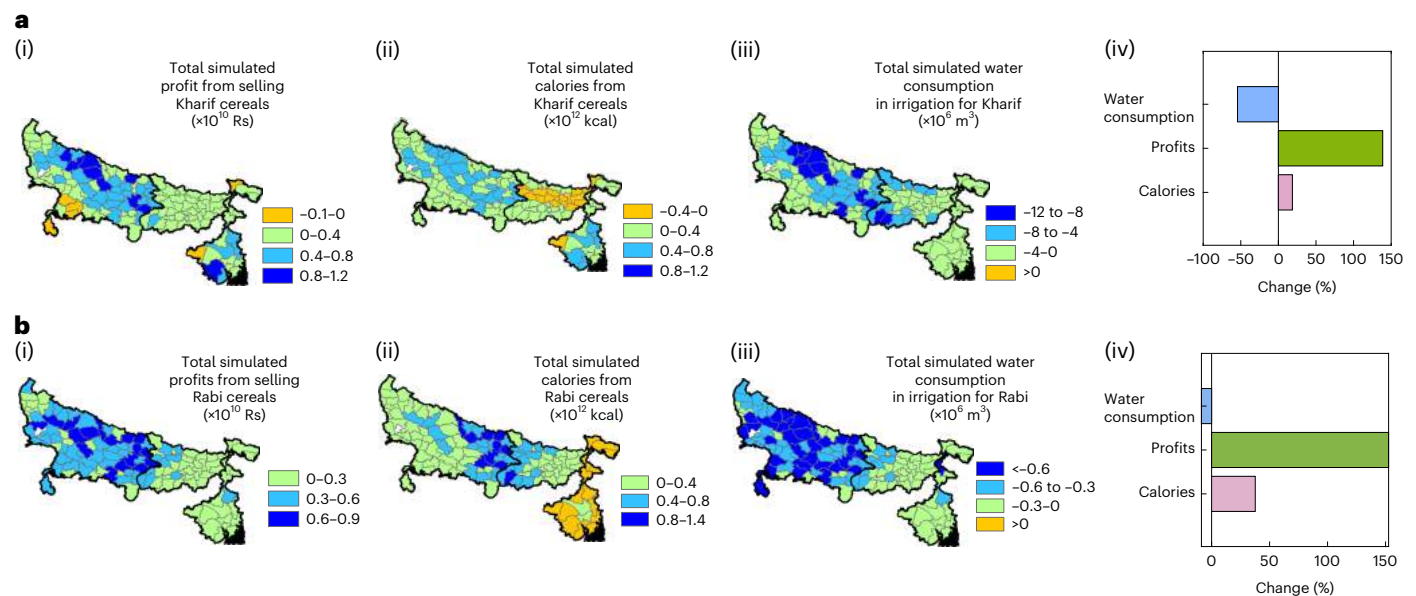 a
(i)
Total simulated
profit from selling
Kharif cereals
(×10¹⁰ Rs)
–0.1–0
0–0.4
0.4–0.8
0.8–1.2
(ii)
Total simulated
calories from
Kharif cereals
(×10¹² kcal)
–0.4–0
0–0.4
0.4–0.8
0.8–1.2
(iii)
Total simulated water
consumption
in irrigation for Kharif
(×10⁶ m³)
–12 to –8
–8 to –4
–4–0
>0
(iv)
Water
consumption
Profits
Calories
–100 –50 0 50 100 150
Change (%)
b
(i)
Total simulated
profits from selling
Rabi cereals
(×10¹⁰ Rs)
0–0.3
0.3–0.6
0.6–0.9
(ii)
Total simulated
calories from
Rabi cereals
(×10¹² kcal)
0–0.4
0.4–0.8
0.8–1.4
(iii)
Total simulated water
consumption
in irrigation for Rabi
(×10⁶ m³)
<–0.6
–0.6 to –0.3
–0.3–0
>0
(iv)
Water
consumption
Profits
Calories
0 50 100 150
Change (%)